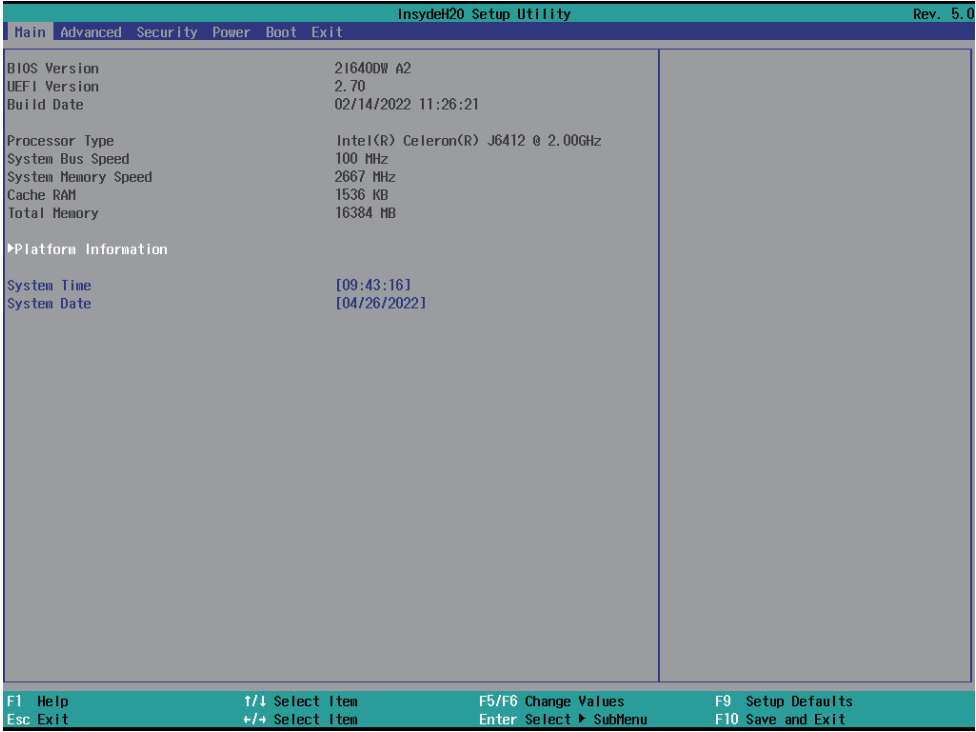 InsydeH20 Setup Utility Rev. 5.0
Main Advanced Security Power Boot Exit
BIOS Version 21640DW A2
UEFI Version 2.70
Build Date 02/14/2022 11:26:21
Processor Type Intel(R) Celeron(R) J6412 @ 2.00GHz
System Bus Speed 100 MHz
System Memory Speed 2667 MHz
Cache RAM 1536 KB
Total Memory 16384 MB
▶Platform Information
System Time [09:43:16]
System Date [04/26/2022]
F1 Help ↑/↓ Select Item F5/F6 Change Values F9 Setup Defaults
Esc Exit ←/→ Select Item Enter Select ▶ SubMenu F10 Save and Exit